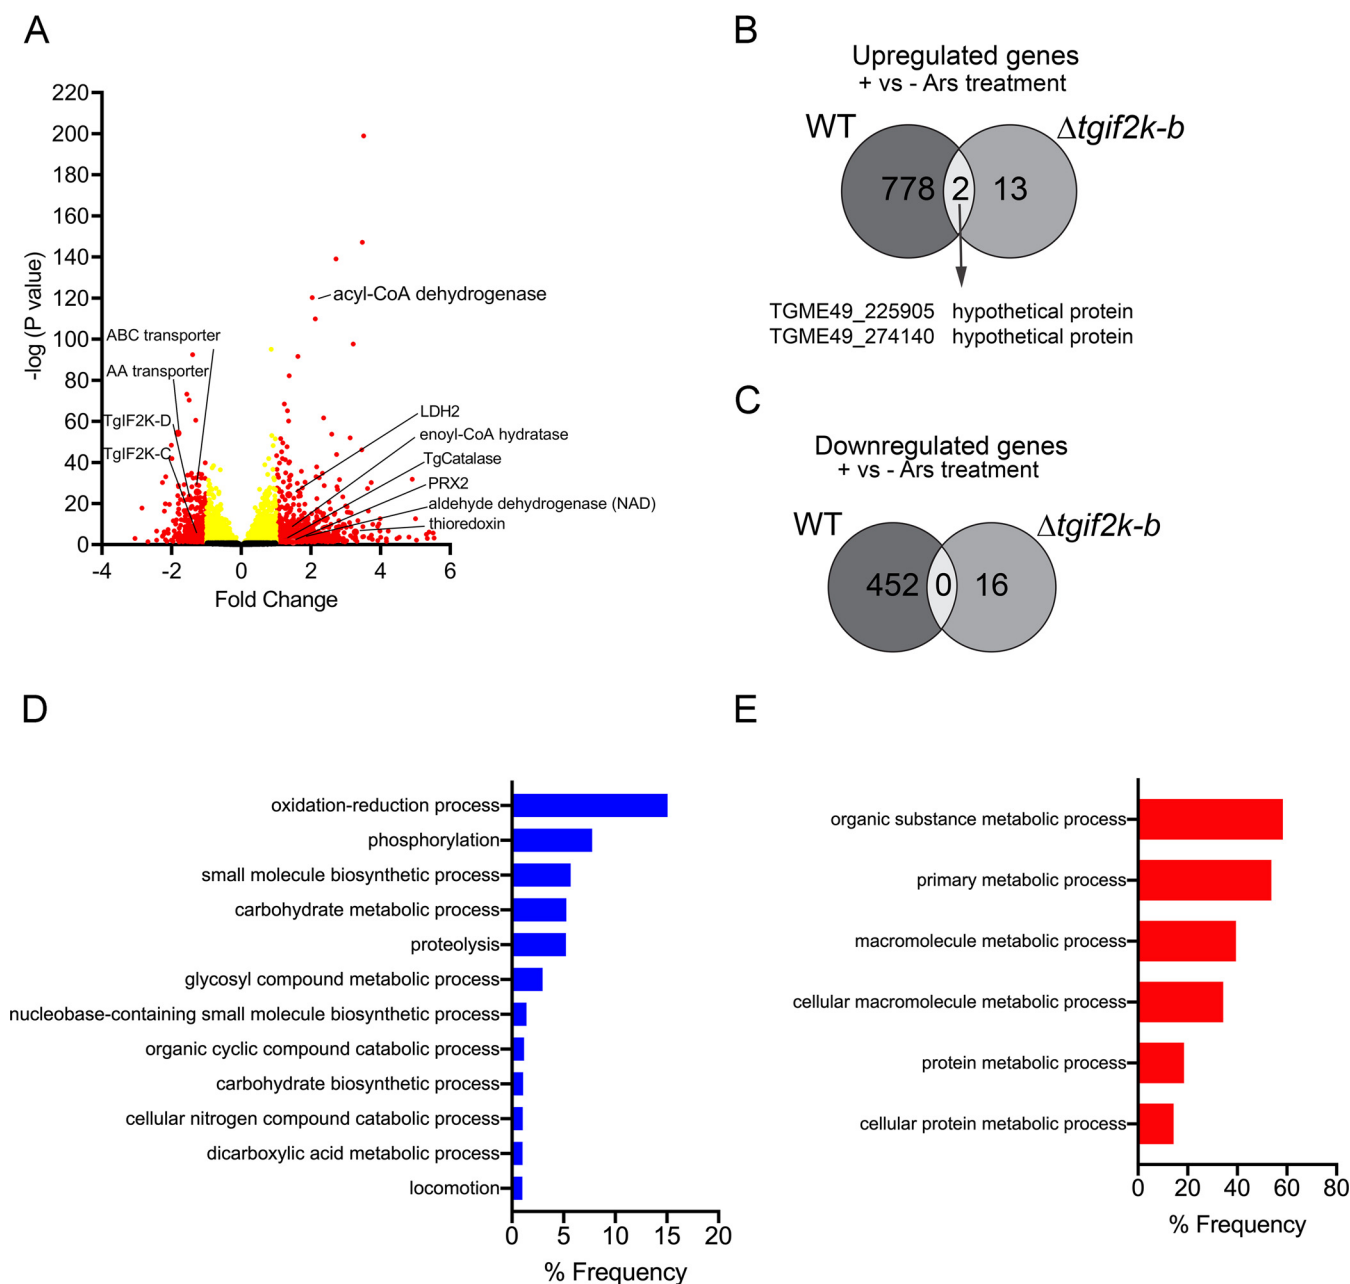 A
220
200
180
160
140
120
100
80
60
40
20
0
-log (P value)
-4
-2
0
2
4
6
Fold Change
acyl-CoA dehydrogenase
ABC transporter
AA transporter
TgIF2K-D
TgIF2K-C
LDH2
enoyl-CoA hydratase
TgCatalase
PRX2
aldehyde dehydrogenase (NAD)
thioredoxin
B
Upregulated genes
+ vs - Ars treatment
WT
Δtgif2k-b
778
2
13
TGME49_225905 hypothetical protein
TGME49_274140 hypothetical protein
C
Downregulated genes
+ vs - Ars treatment
WT
Δtgif2k-b
452
0
16
D
oxidation-reduction process
phosphorylation
small molecule biosynthetic process
carbohydrate metabolic process
proteolysis
glycosyl compound metabolic process
nucleobase-containing small molecule biosynthetic process
organic cyclic compound catabolic process
carbohydrate biosynthetic process
cellular nitrogen compound catabolic process
dicarboxylic acid metabolic process
locomotion
0
5
10
15
20
% Frequency
E
organic substance metabolic process
primary metabolic process
macromolecule metabolic process
cellular macromolecule metabolic process
protein metabolic process
cellular protein metabolic process
0
20
40
60
80
% Frequency